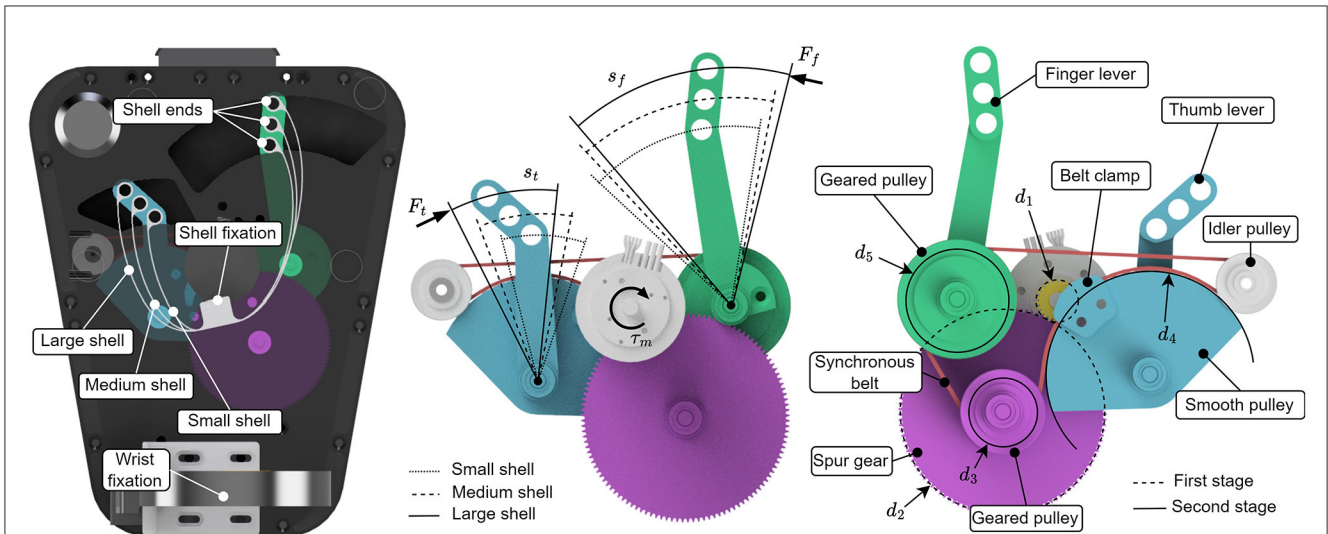 Shell ends
Shell fixation
Large shell
Medium shell
Small shell
Wrist
fixation
F_t
s_t
s_f
F_f
τ_m
Small shell
Medium shell
Large shell
Finger lever
Thumb lever
Geared pulley
Belt clamp
d_1
Idler pulley
d_5
d_4
Synchronous
belt
Smooth pulley
Spur gear
d_3
d_2
Geared pulley
First stage
Second stage